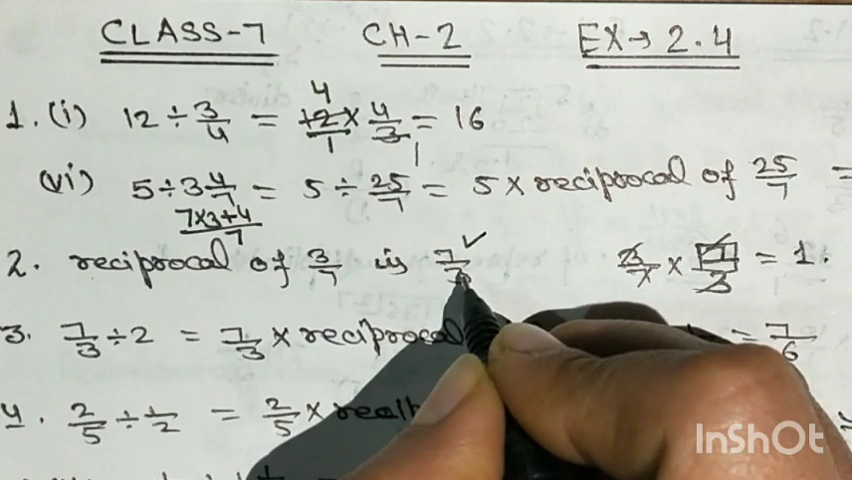 CLASS-7 CH-2 EX→2.4
1. (i) 12 ÷ 3/4 = 4 12/1 × 4/3 1 = 16
(vi) 5 ÷ 3 4/7 = 5 ÷ 25/7 = 5 × reciprocal of 25/7 =
7×3+4/7
2. reciprocal of 3/7 is 7/3 ✓ 3/7 × 7/3 = 1.
3. 7/3 ÷ 2 = 7/3 × reciprocal = 7/6
4. 2/5 ÷ 1/2 = 2/5 ×
InShOt